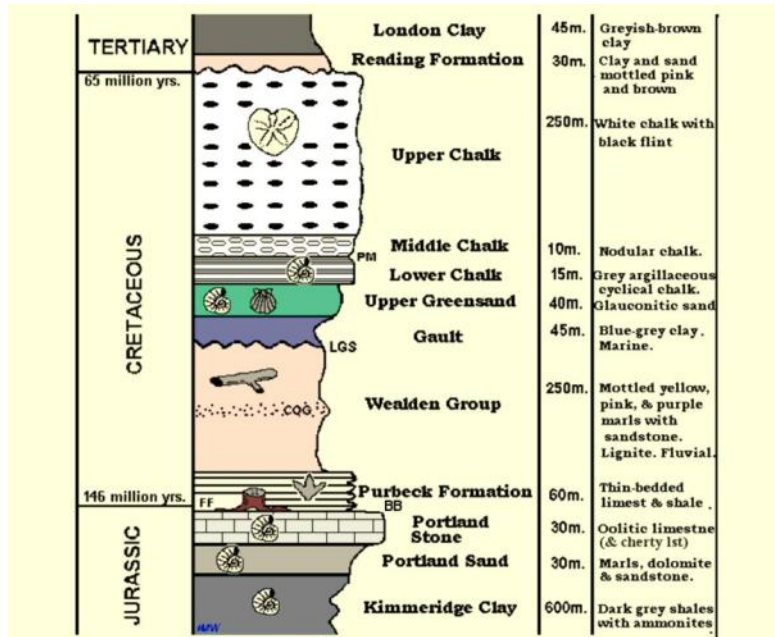 London Clay 45m. Greyish-brown
clay
TERTIARY
Reading Formation 30m. Clay and sand
mottled pink
and brown
65 million yrs.
250m. White chalk with
black flint
Upper Chalk
CRETACEOUS
Middle Chalk 10m. Nodular chalk.
PM
Lower Chalk 15m. Grey argillaceous
cyclical chalk.
Upper Greensand 40m. Glauconitic sand
Gault 45m. Blue-grey clay.
Marine.
LGS
Wealden Group 250m. Mottled yellow,
pink, & purple
marls with
sandstone.
Lignite. Fluvial.
CQG
Purbeck Formation 60m. Thin-bedded
limest & shale.
146 million yrs.
FF
BB
JURASSIC
Portland
Stone 30m. Oolitic limestne
(& cherty lst)
Portland Sand 30m. Marls, dolomite
& sandstone.
Kimmeridge Clay 600m. Dark grey shales
with ammonites